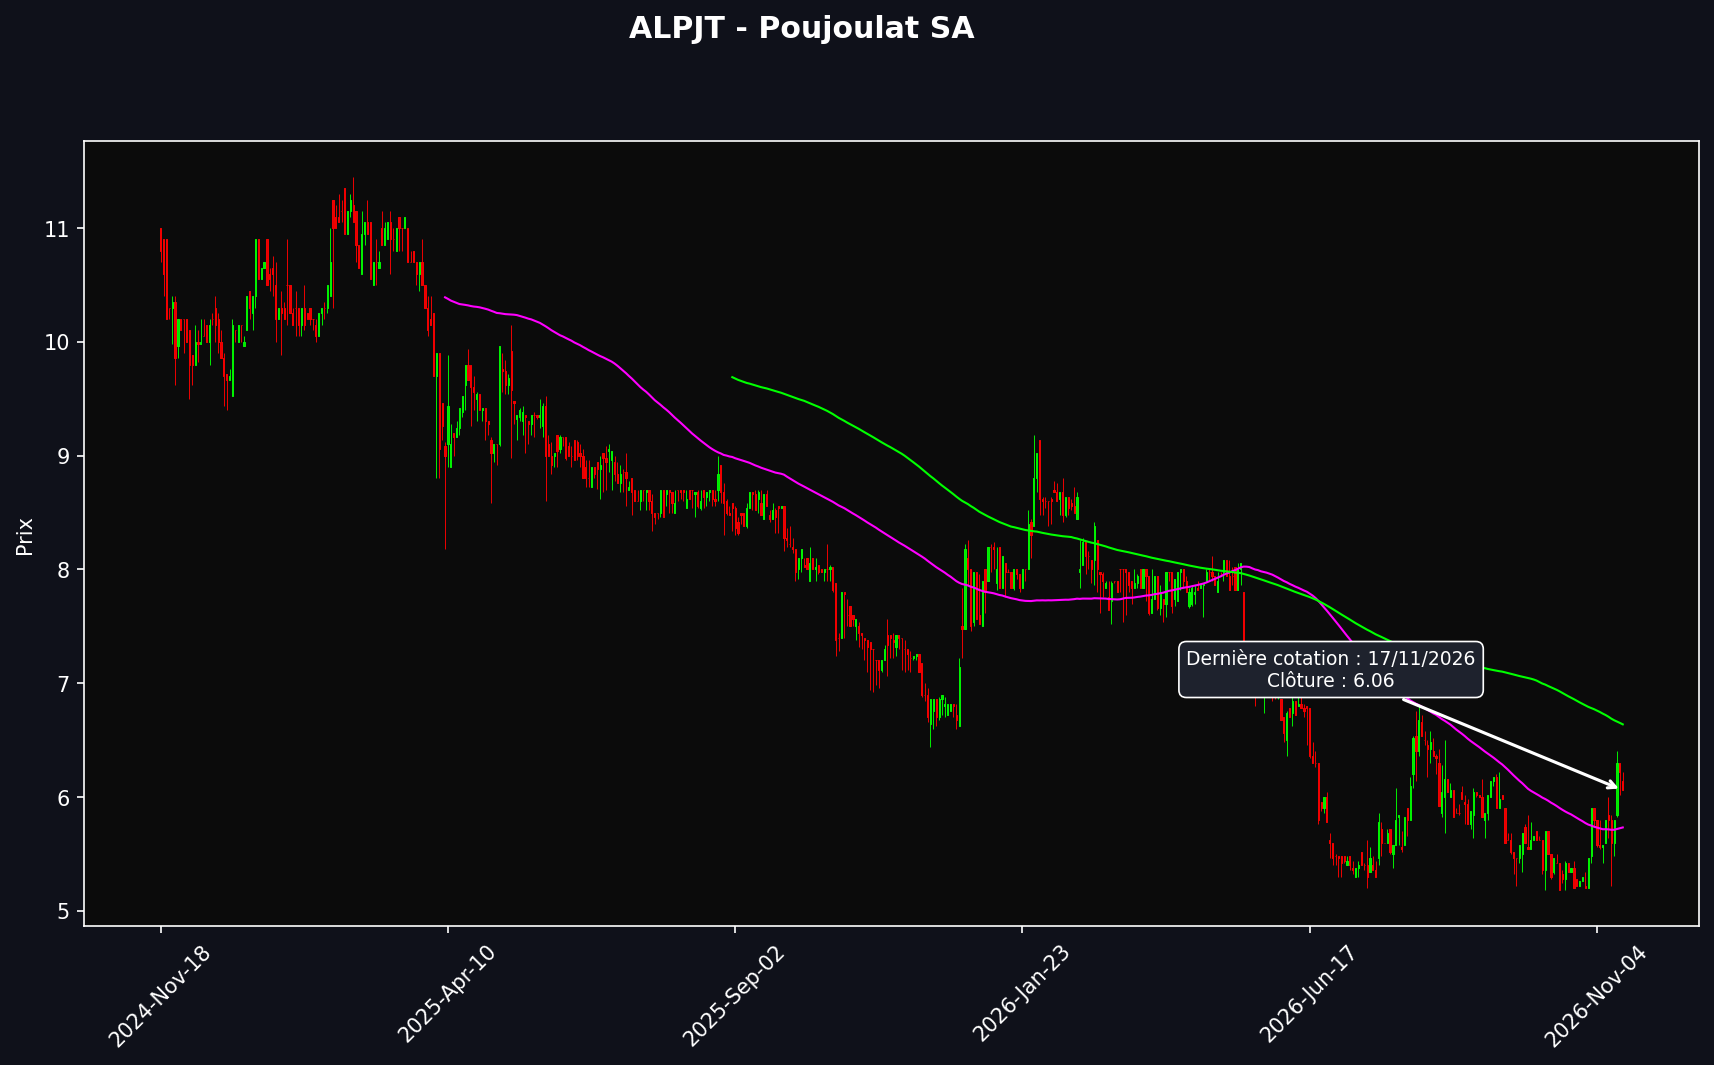 ALPJT - Poujoulat SA
Prix
11
10
9
8
7
6
5
Dernière cotation : 17/11/2026
Clôture : 6.06
2024-Nov-18
2025-Apr-10
2025-Sep-02
2026-Jan-23
2026-Jun-17
2026-Nov-04